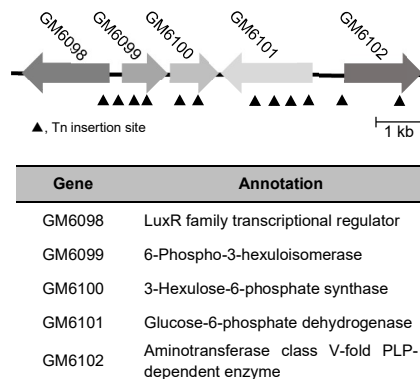 GM6098 GM6099 GM6100 GM6101 GM6102
▲, Tn insertion site
1 kb
Gene Annotation
GM6098 LuxR family transcriptional regulator
GM6099 6-Phospho-3-hexuloisomerase
GM6100 3-Hexulose-6-phosphate synthase
GM6101 Glucose-6-phosphate dehydrogenase
GM6102 Aminotransferase class V-fold PLP-
dependent enzyme